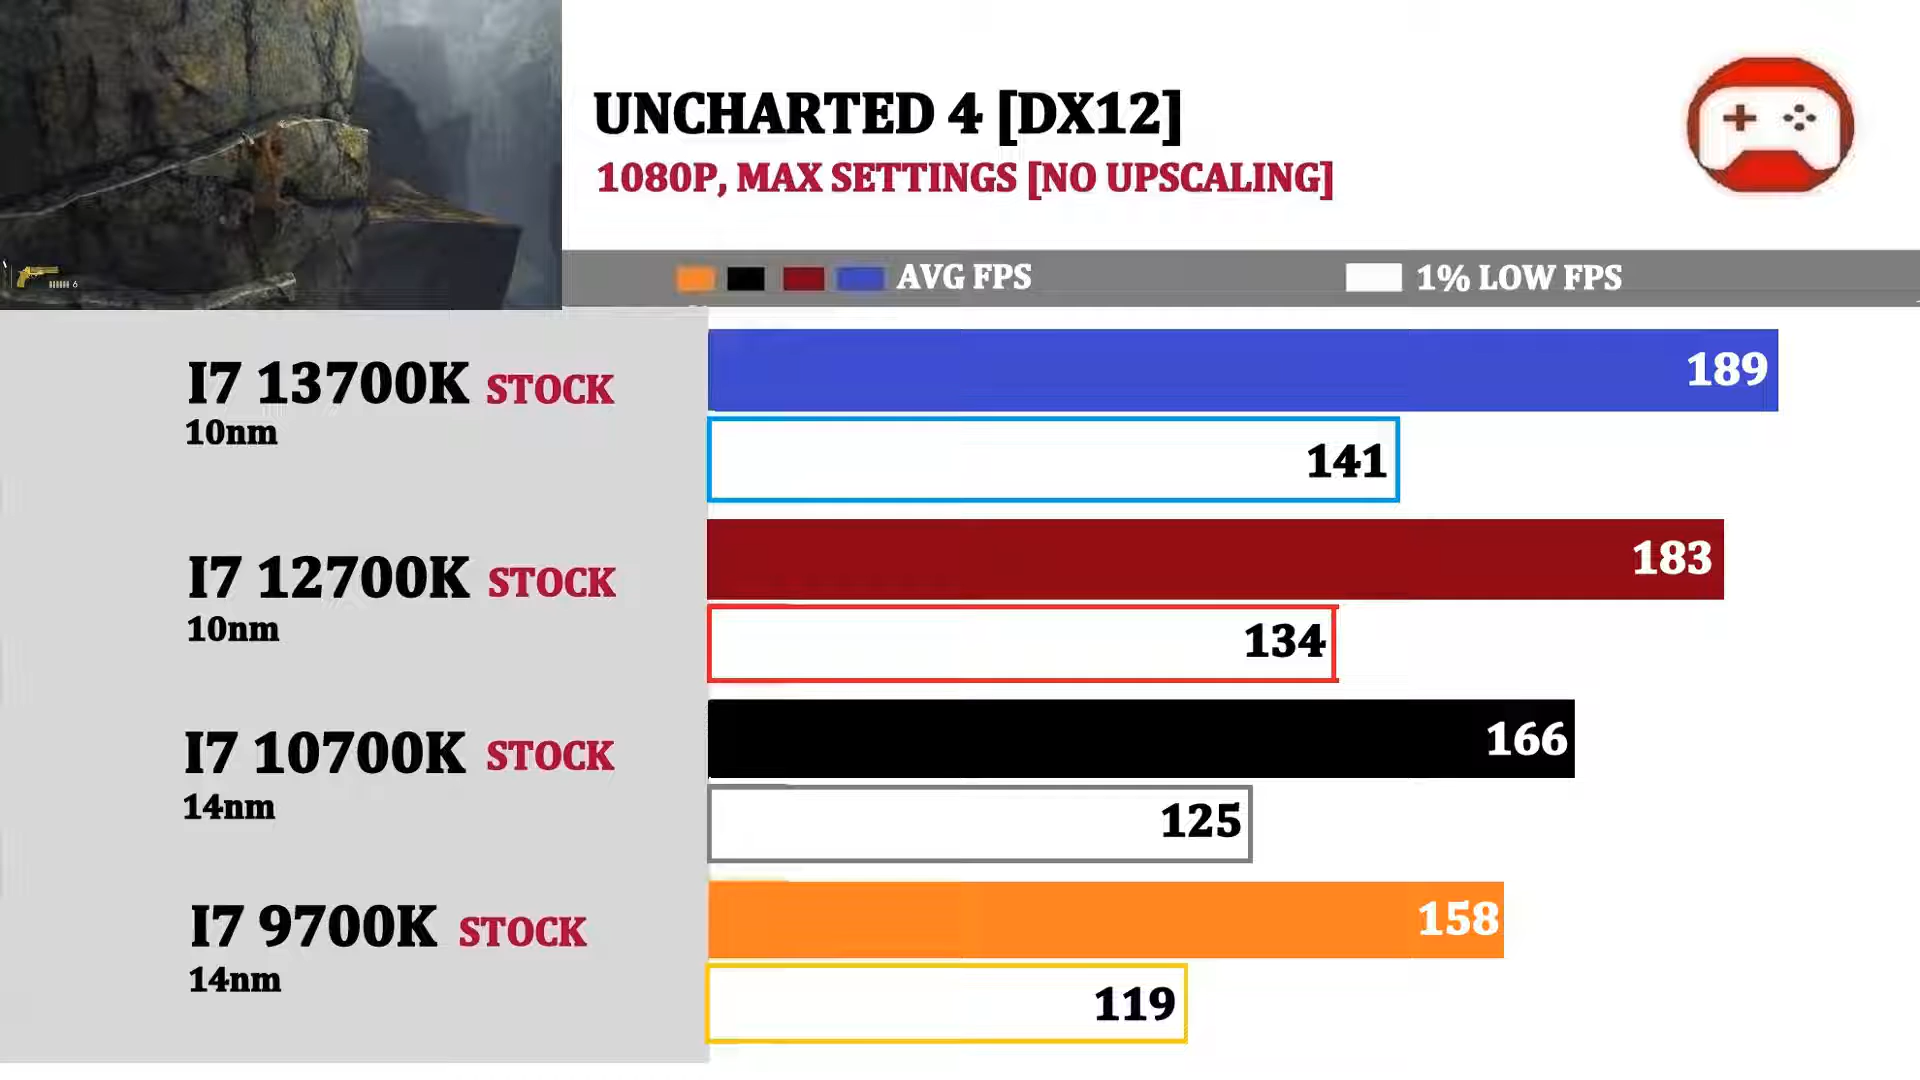 UNCHARTED 4 [DX12]
1080P, MAX SETTINGS [NO UPSCALING]
AVG FPS
1% LOW FPS
6
I7 13700K STOCK
10nm
189
141
I7 12700K STOCK
10nm
183
134
I7 10700K STOCK
14nm
166
125
I7 9700K STOCK
14nm
158
119